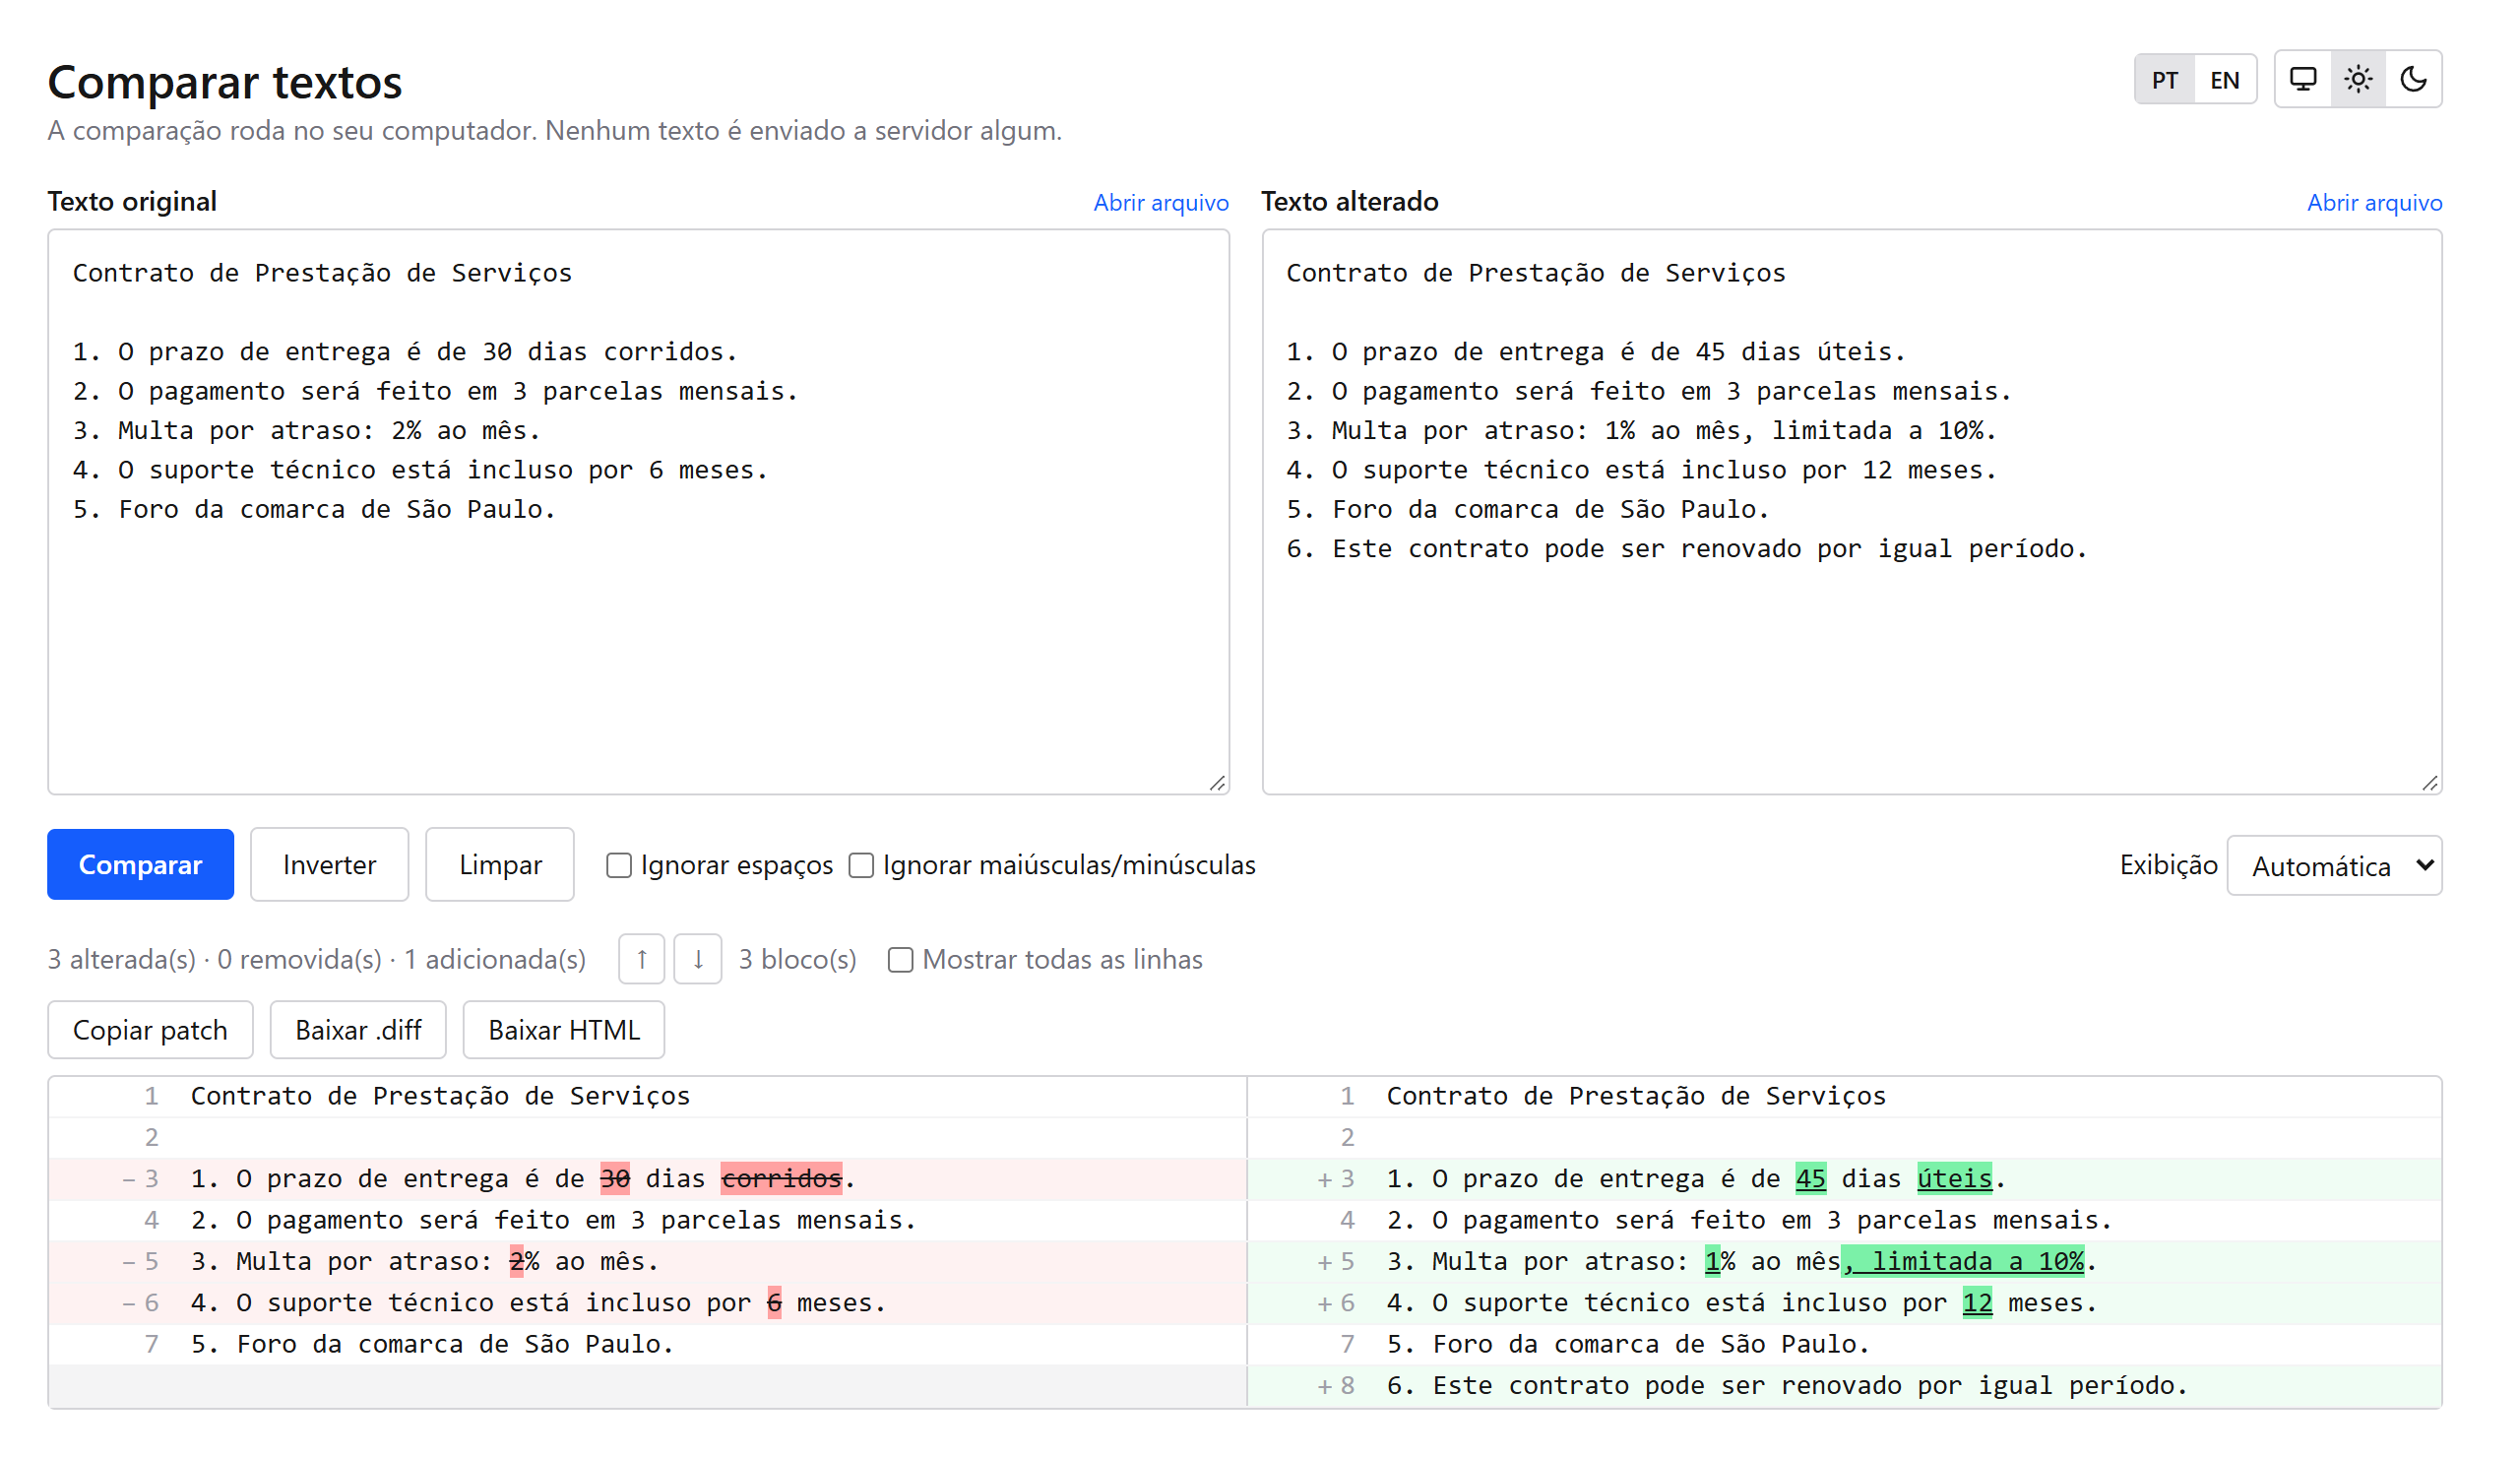 Comparar textos
PT EN
A comparação roda no seu computador. Nenhum texto é enviado a servidor algum.
Texto original
Abrir arquivo
Contrato de Prestação de Serviços
1. O prazo de entrega é de 30 dias corridos.
2. O pagamento será feito em 3 parcelas mensais.
3. Multa por atraso: 2% ao mês.
4. O suporte técnico está incluso por 6 meses.
5. Foro da comarca de São Paulo.
Texto alterado
Abrir arquivo
Contrato de Prestação de Serviços
1. O prazo de entrega é de 45 dias úteis.
2. O pagamento será feito em 3 parcelas mensais.
3. Multa por atraso: 1% ao mês, limitada a 10%.
4. O suporte técnico está incluso por 12 meses.
5. Foro da comarca de São Paulo.
6. Este contrato pode ser renovado por igual período.
Comparar Inverter Limpar Ignorar espaços Ignorar maiúsculas/minúsculas Exibição Automática
3 alterada(s) · 0 removida(s) · 1 adicionada(s) ↑ ↓ 3 bloco(s) Mostrar todas as linhas
Copiar patch Baixar .diff Baixar HTML
1 Contrato de Prestação de Serviços
2
− 3 1. O prazo de entrega é de 30 dias corridos.
4 2. O pagamento será feito em 3 parcelas mensais.
− 5 3. Multa por atraso: 2% ao mês.
− 6 4. O suporte técnico está incluso por 6 meses.
7 5. Foro da comarca de São Paulo.
1 Contrato de Prestação de Serviços
2
+ 3 1. O prazo de entrega é de 45 dias úteis.
4 2. O pagamento será feito em 3 parcelas mensais.
+ 5 3. Multa por atraso: 1% ao mês, limitada a 10%.
+ 6 4. O suporte técnico está incluso por 12 meses.
7 5. Foro da comarca de São Paulo.
+ 8 6. Este contrato pode ser renovado por igual período.